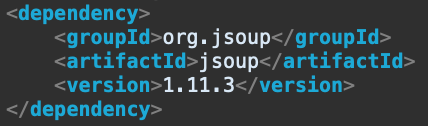 <dependency>
    <groupId>org.jsoup</groupId>
    <artifactId>jsoup</artifactId>
    <version>1.11.3</version>
</dependency>